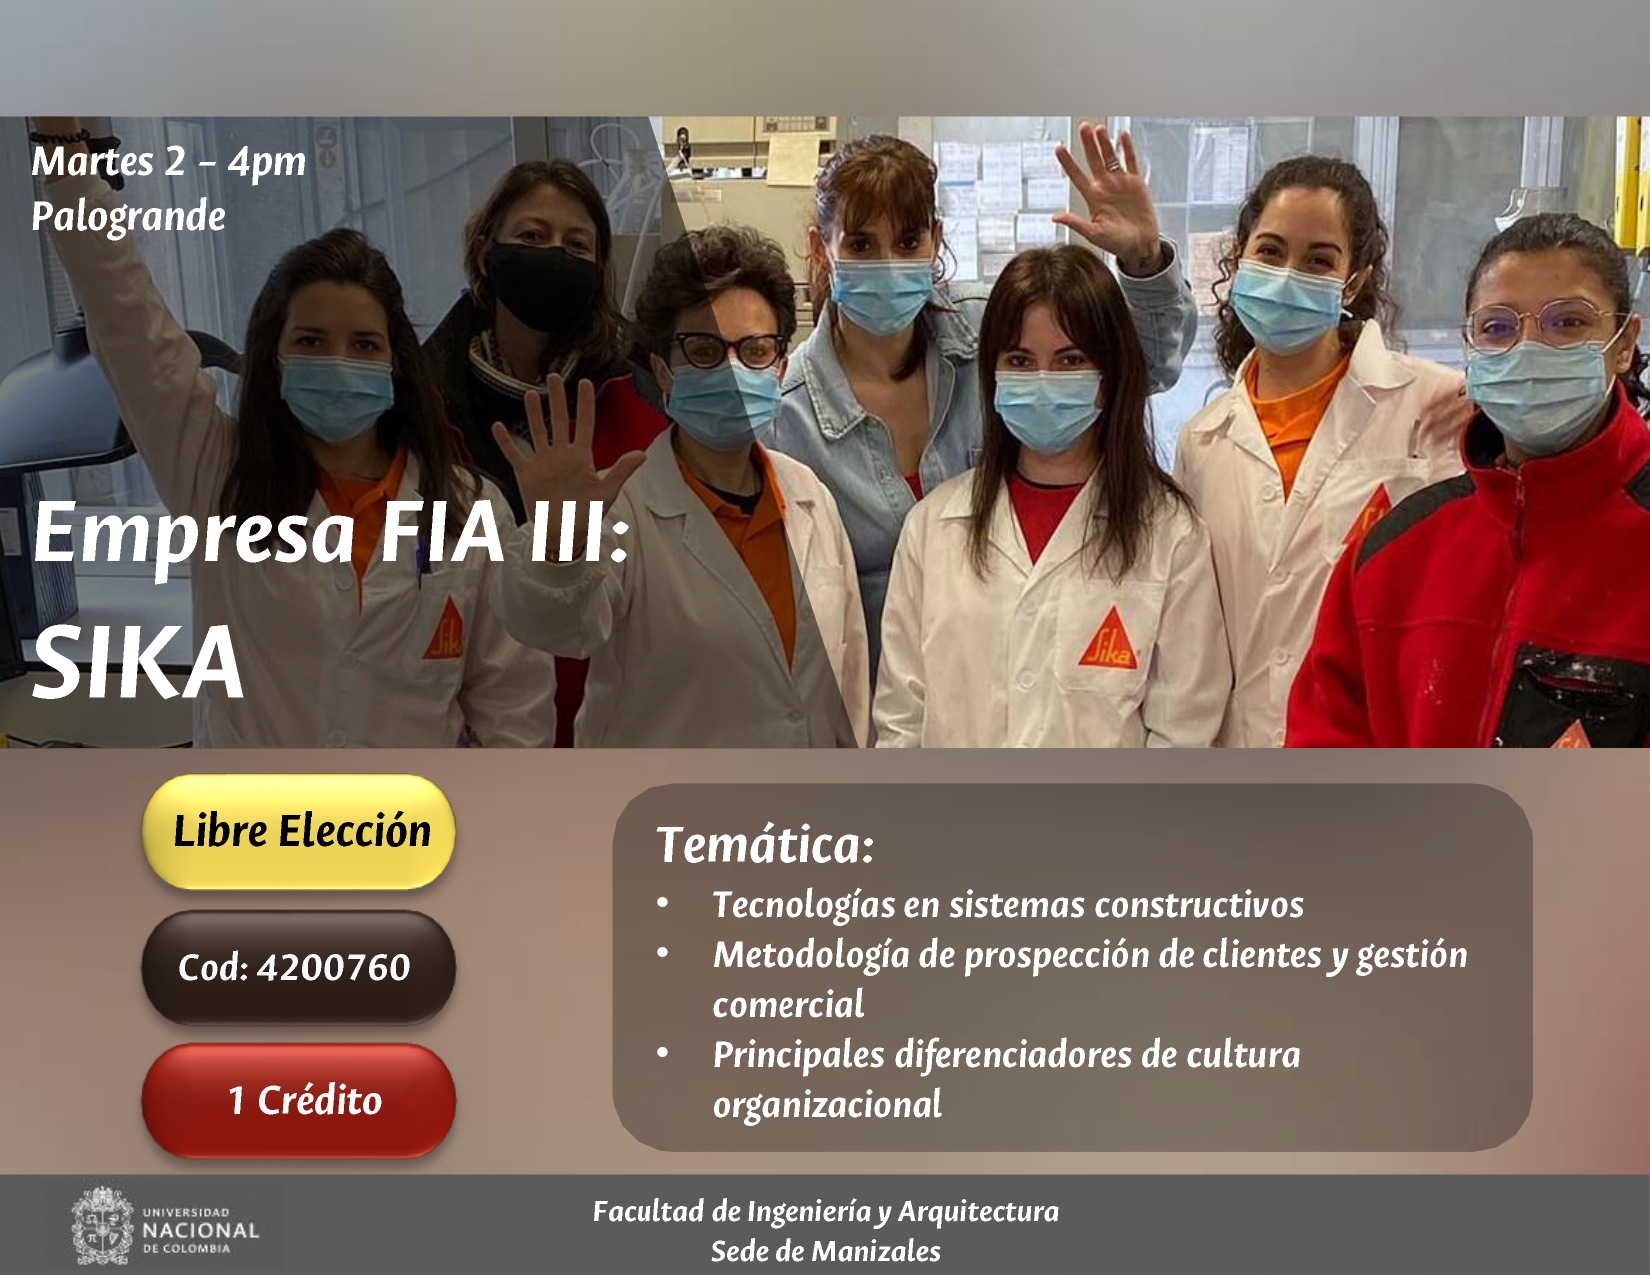 Martes 2 – 4pm
Palogrande
Empresa FIA III:
SIKA
Sika
Sika
Libre Elección
Cod: 4200760
1 Crédito
Temática:
• Tecnologías en sistemas constructivos
• Metodología de prospección de clientes y gestión
comercial
• Principales diferenciadores de cultura
organizacional
UNIVERSIDAD
NACIONAL
DE COLOMBIA
Facultad de Ingeniería y Arquitectura
Sede de Manizales